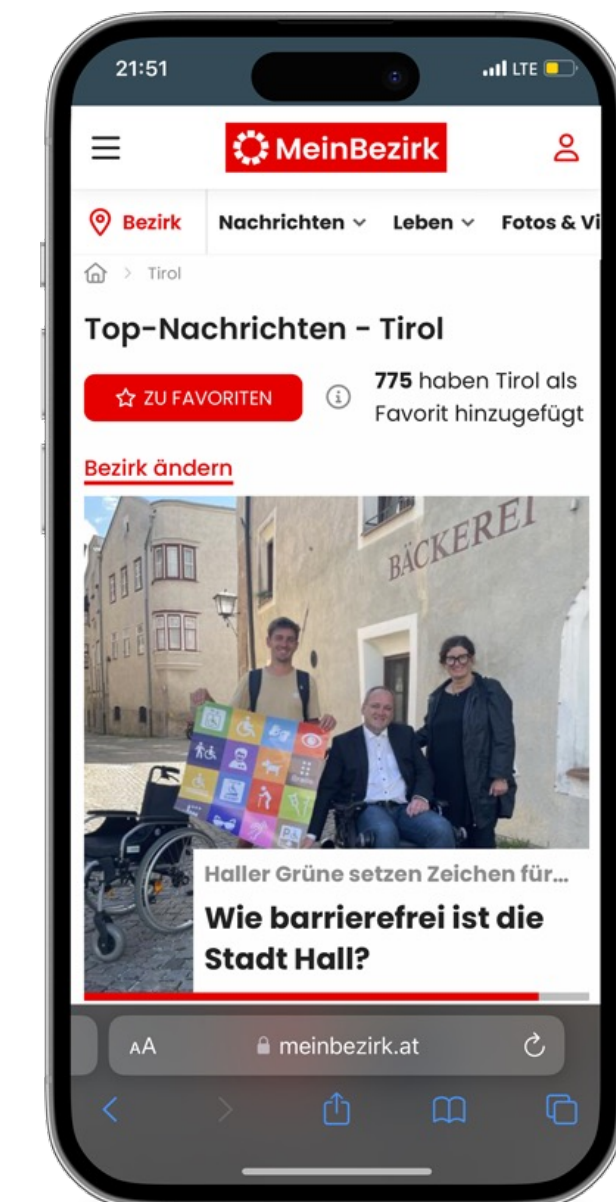 21:51
LTE
MeinBezirk
Bezirk
Nachrichten
Leben
Fotos & Vi
Tirol
Top-Nachrichten - Tirol
ZU FAVORITEN
775 haben Tirol als
Favorit hinzugefügt
Bezirk ändern
BÄCKEREI
Haller Grüne setzen Zeichen für...
Wie barrierefrei ist die
Stadt Hall?
AA
meinbezirk.at